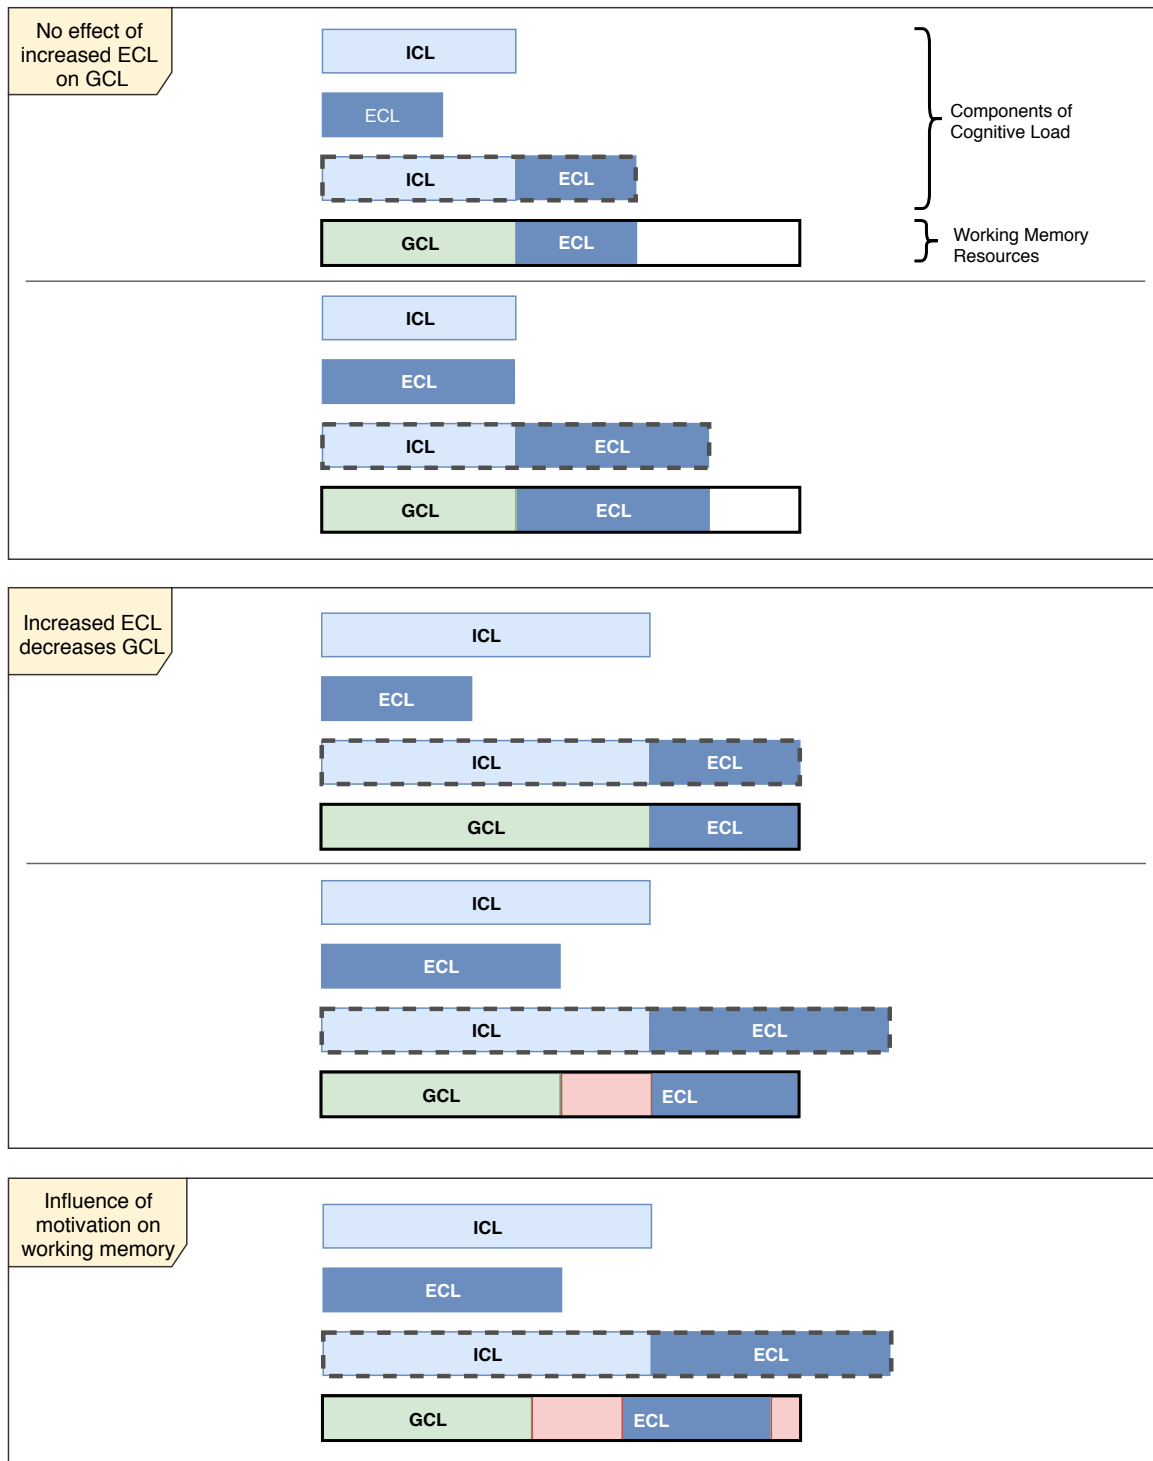 No effect of
increased ECL
on GCL
ICL
ECL
Components of
Cognitive Load
ICL ECL
GCL ECL
Working Memory
Resources
ICL
ECL
ICL ECL
GCL ECL
Increased ECL
decreases GCL
ICL
ECL
ICL ECL
GCL ECL
ICL
ECL
ICL ECL
GCL ECL
Influence of
motivation on
working memory
ICL
ECL
ICL ECL
GCL ECL